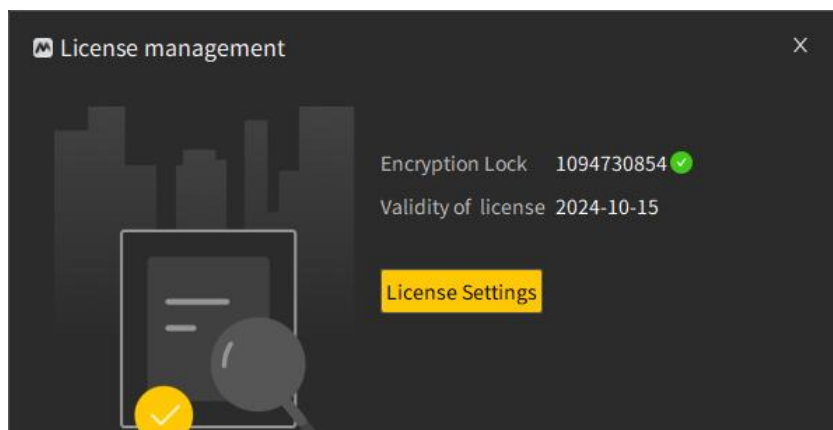 License management
Encryption Lock 1094730854
Validity of license 2024-10-15
License Settings